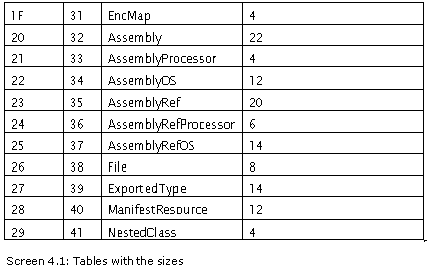 1F 31 EncMap 4
20 32 Assembly 22
21 33 AssemblyProcessor 4
22 34 AssemblyOS 12
23 35 AssemblyRef 20
24 36 AssemblyRefProcessor 6
25 37 AssemblyRefOS 14
26 38 File 8
27 39 ExportedType 14
28 40 ManifestResource 12
29 41 NestedClass 4
Screen 4.1: Tables with the sizes